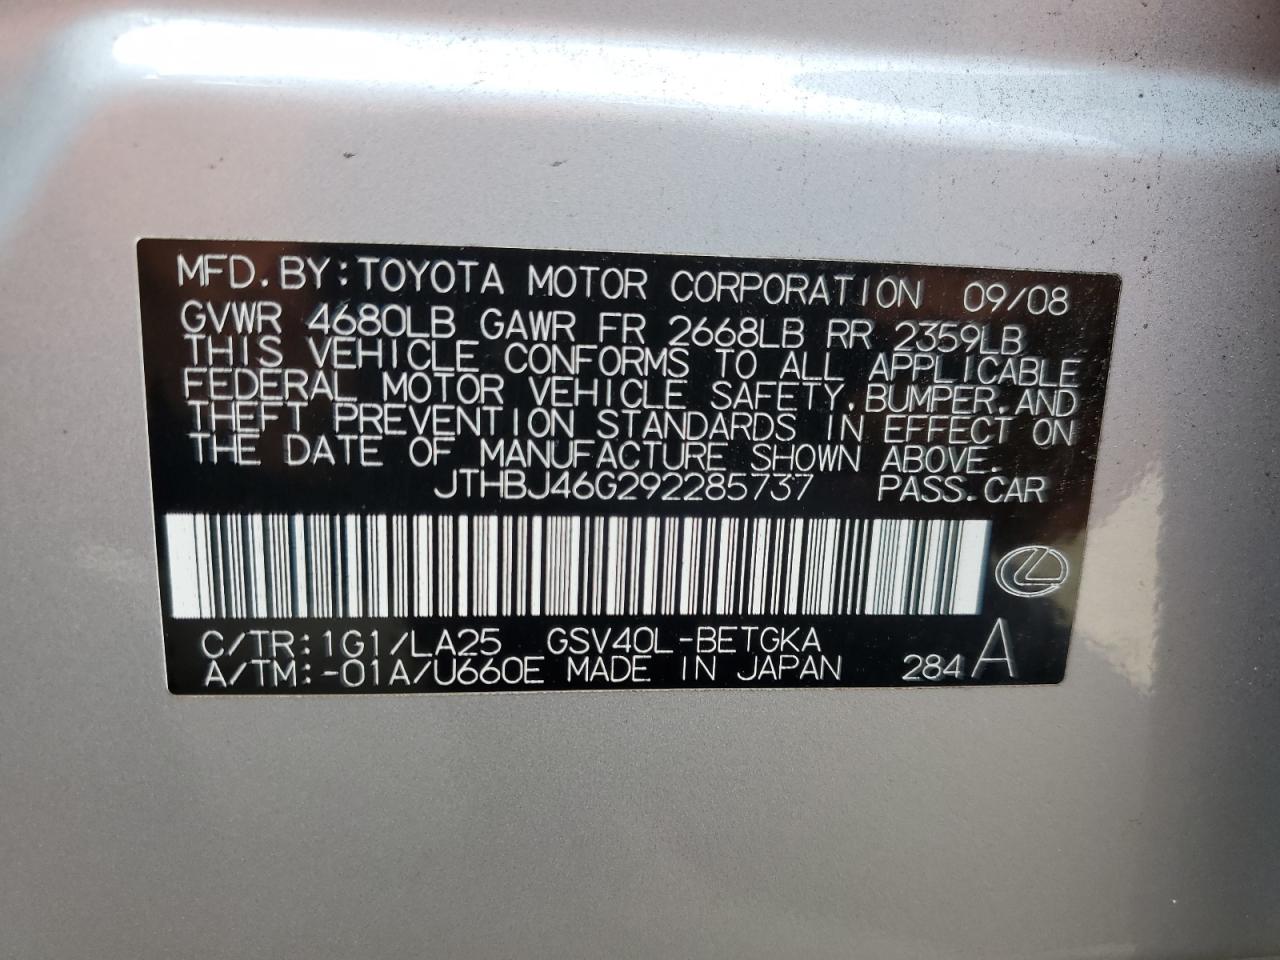 MFD.BY:TOYOTA MOTOR CORPORATION 09/08
GVWR 4680LB GAWR FR 2668LB RR 2359LB
THIS VEHICLE CONFORMS TO ALL APPLICABLE
FEDERAL MOTOR VEHICLE SAFETY,BUMPER,AND
THEFT PREVENTION STANDARDS IN EFFECT ON
THE DATE OF MANUFACTURE SHOWN ABOVE.
JTHBJ46G292285737 PASS.CAR
C/TR:1G1/LA25 GSV40L-BETGKA
A/TM:-01A/U660E MADE IN JAPAN 284 A